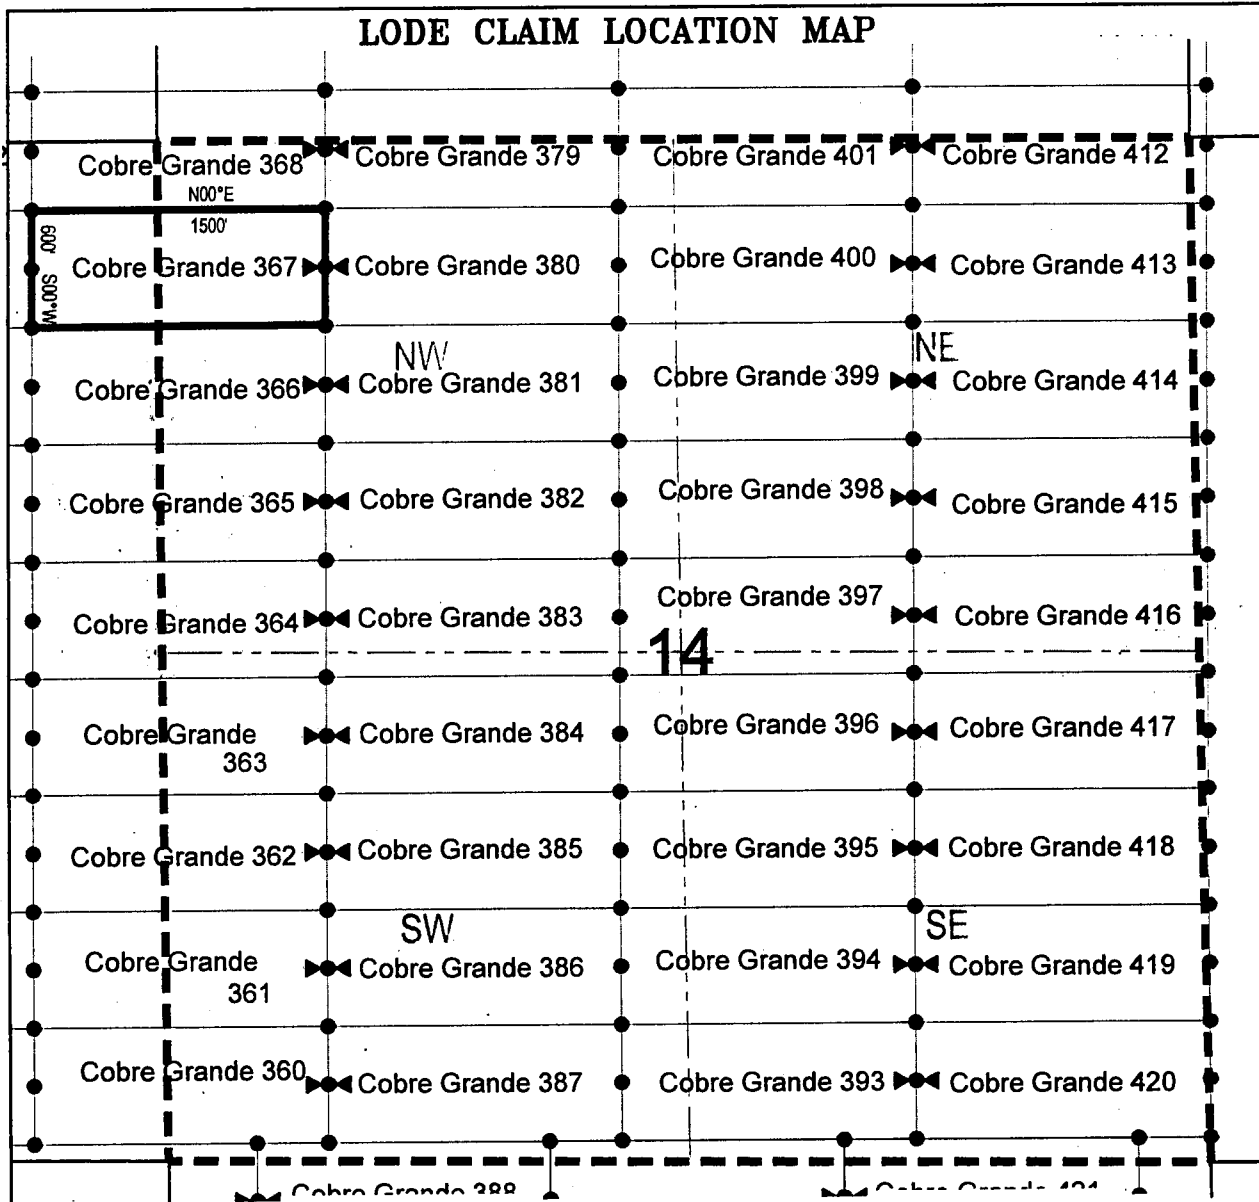 LODE CLAIM LOCATION MAP
Cobre Grande 368
Cobre Grande 379
Cobre Grande 401
Cobre Grande 412
N00°E
1500'
600'
S00°W
Cobre Grande 367
Cobre Grande 380
Cobre Grande 400
Cobre Grande 413
NW
NE
Cobre Grande 366
Cobre Grande 381
Cobre Grande 399
Cobre Grande 414
Cobre Grande 365
Cobre Grande 382
Cobre Grande 398
Cobre Grande 415
Cobre Grande 364
Cobre Grande 383
Cobre Grande 397
Cobre Grande 416
14
Cobre Grande
363
Cobre Grande 384
Cobre Grande 396
Cobre Grande 417
Cobre Grande 362
Cobre Grande 385
Cobre Grande 395
Cobre Grande 418
SW
SE
Cobre Grande
361
Cobre Grande 386
Cobre Grande 394
Cobre Grande 419
Cobre Grande 360
Cobre Grande 387
Cobre Grande 393
Cobre Grande 420
Cobre Grande 388
Cobre Grande 421